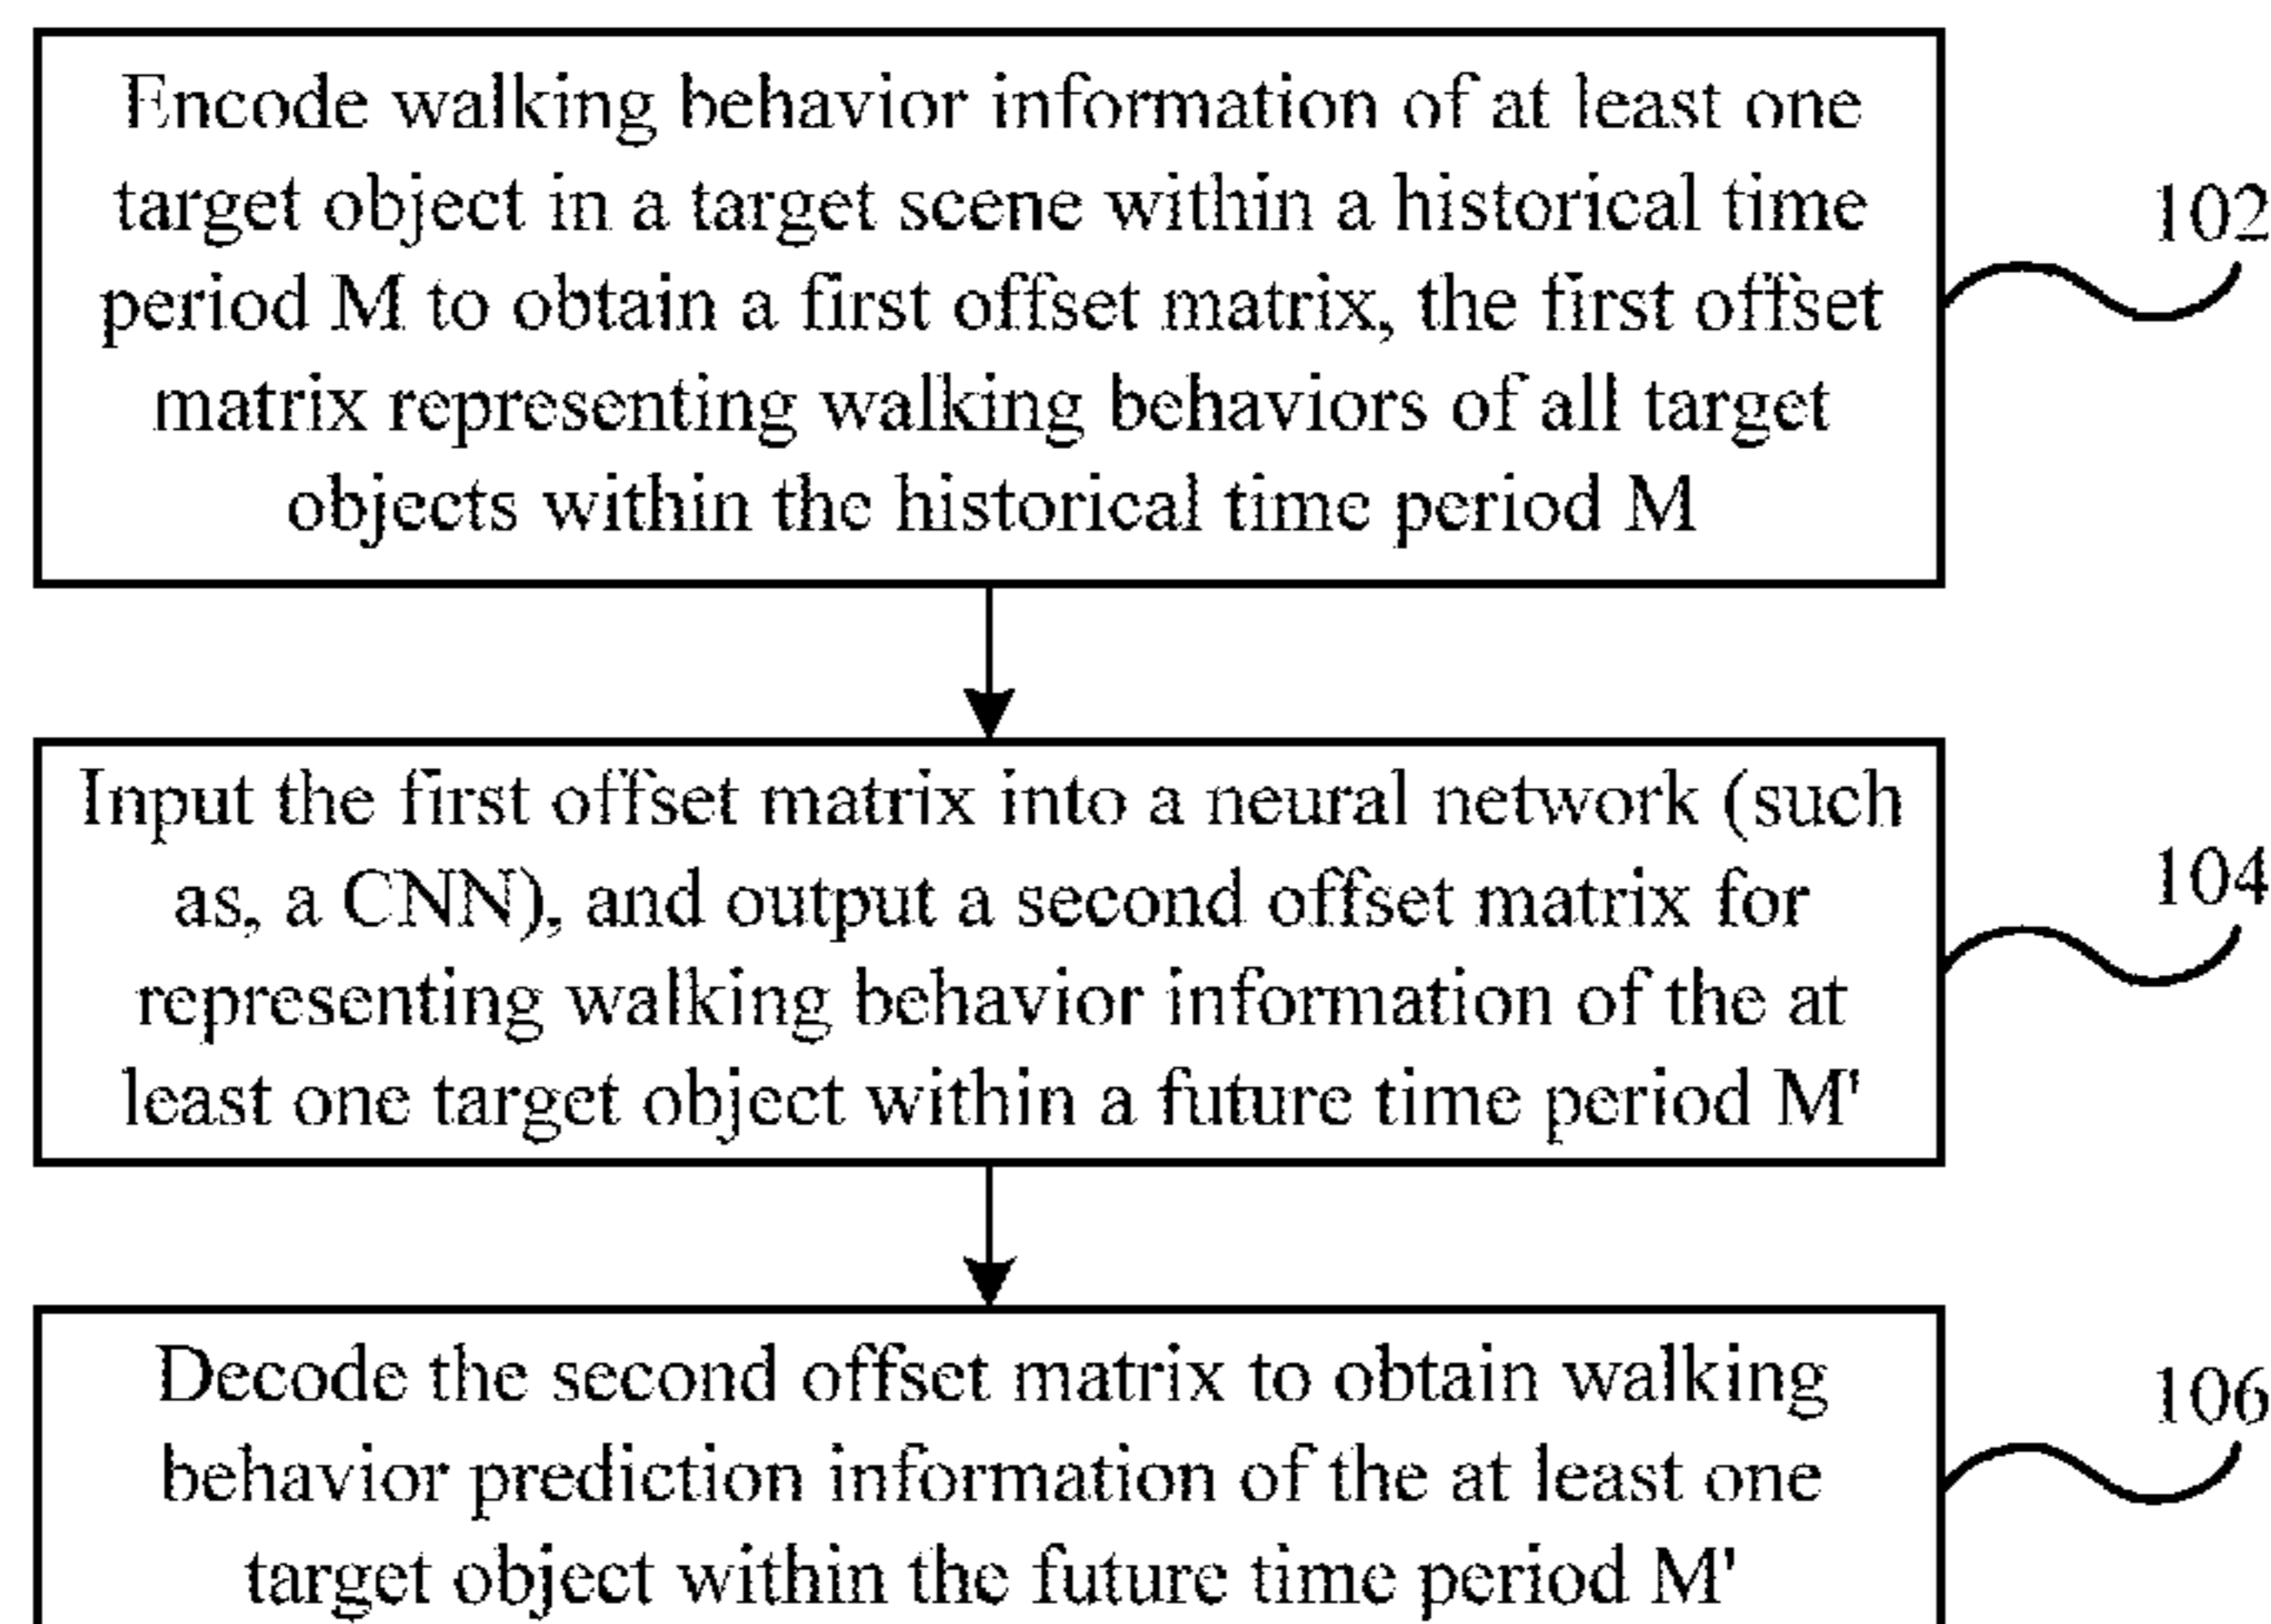 Encode walking behavior information of at least one
target object in a target scene within a historical time
period M to obtain a first offset matrix, the first offset
matrix representing walking behaviors of all target
objects within the historical time period M
102
Input the first offset matrix into a neural network (such
as, a CNN), and output a second offset matrix for
representing walking behavior information of the at
least one target object within a future time period M'
104
Decode the second offset matrix to obtain walking
behavior prediction information of the at least one
target object within the future time period M'
106